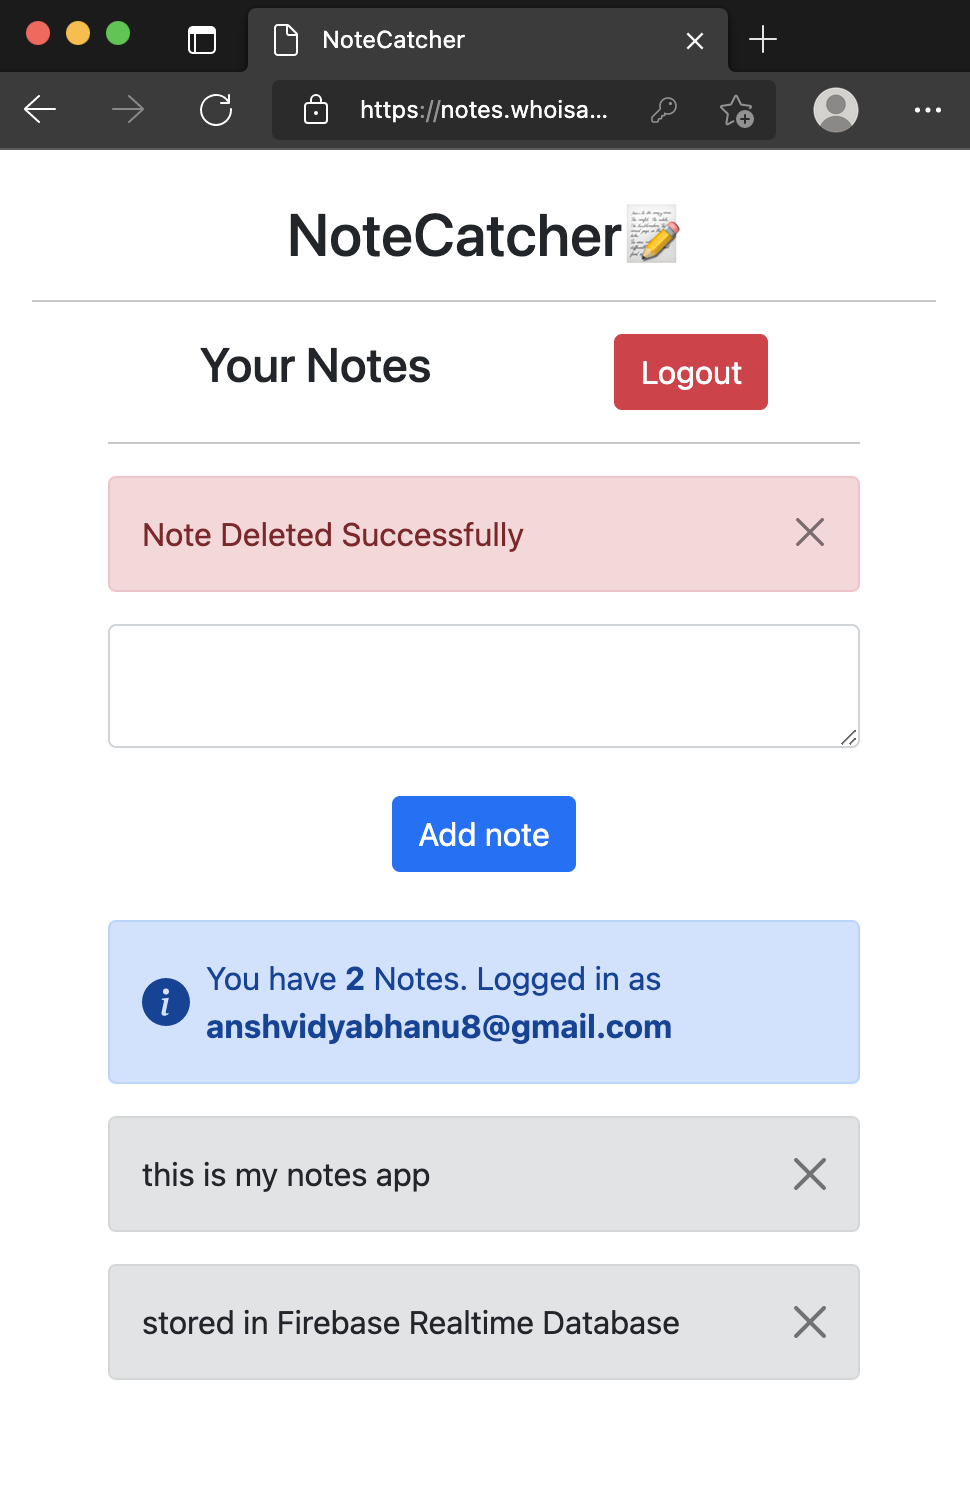 NoteCatcher
https://notes.whoisa...
NoteCatcher📝
Your Notes
Logout
Note Deleted Successfully
Add note
You have 2 Notes. Logged in as
anshvidyabhanu8@gmail.com
this is my notes app
stored in Firebase Realtime Database